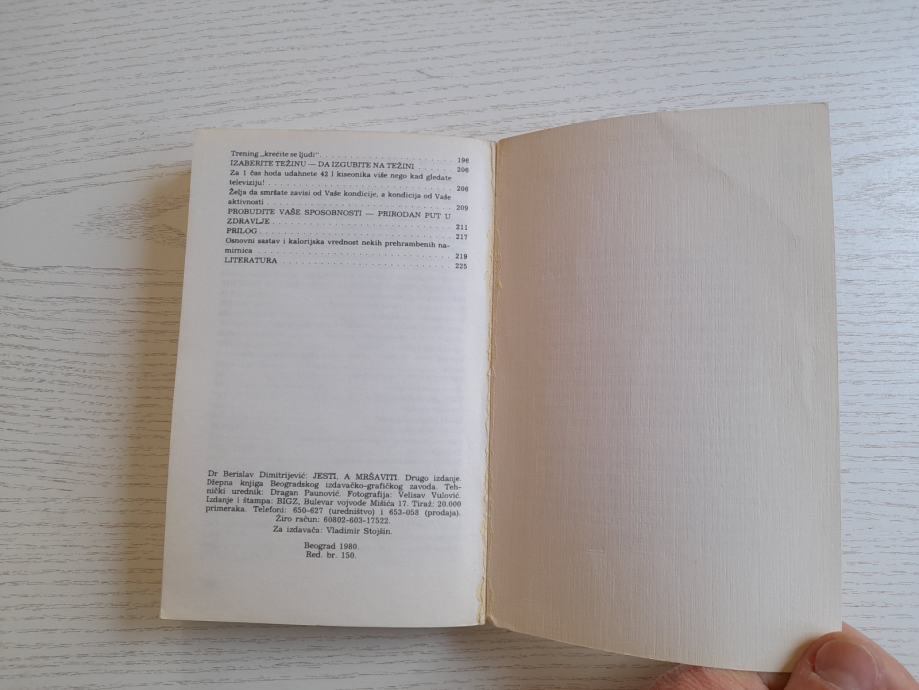 Trening „krećite se ljudi“ . . . . . . . . . . . . . . . . . . . 196
IZABERITE TEŽINU — DA IZGUBITE NA TEŽINI . . . . . 206
Za 1 čas hoda udahnete 42 l kiseonika više nego kad gledate
televiziju! . . . . . . . . . . . . . . . . . . . . . . . . . 206
Želja da smršate zavisi od Vaše kondicije, a kondicija od Vaše
aktivnosti . . . . . . . . . . . . . . . . . . . . . . . . . 209
PROBUDITE VAŠE SPOSOBNOSTI — PRIRODAN PUT U
ZDRAVLJE . . . . . . . . . . . . . . . . . . . . . . . . . 211
PRILOG . . . . . . . . . . . . . . . . . . . . . . . . . . 217
Osnovni sastav i kalorijska vrednost nekih prehrambenih na-
mirnica . . . . . . . . . . . . . . . . . . . . . . . . . . 219
LITERATURA . . . . . . . . . . . . . . . . . . . . . . . . 225
Dr Berislav Dimitrijević: JESTI, A MRŠAVITI. Drugo izdanje.
Džepna knjiga Beogradskog izdavačko-grafičkog zavoda. Teh-
nički urednik: Dragan Paunović. Fotografija: Velisav Vulović.
Izdanje i štampa: BIGZ, Bulevar vojvode Mišića 17. Tiraž: 20.000
primeraka. Telefoni: 650-627 (uredništvo) i 653-058 (prodaja).
Žiro račun: 60802-603-17522.
Za izdavača: Vladimir Stojšin.
Beograd 1980.
Red. br. 150.